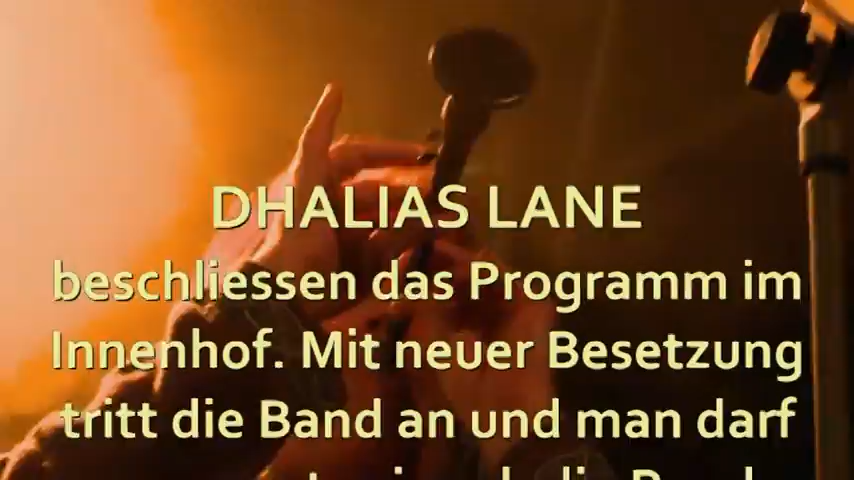 DHALIAS LANE
beschliessen das Programm im
Innenhof. Mit neuer Besetzung
tritt die Band an und man darf